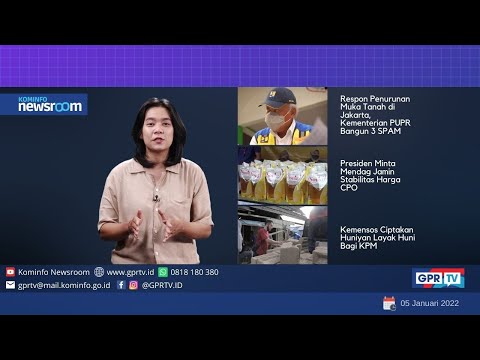 KOMINFO
newsroom
Respon Penurunan
Muka Tanah di
Jakarta,
Kementerian PUPR
Bangun 3 SPAM
Presiden Minta
Mendag Jamin
Stabilitas Harga
CPO
Kemensos Ciptakan
Huniyan Layak Huni
Bagi KPM
Kominfo Newsroom www.gprtv.id 0818 180 380
gprtv@mail.kominfo.go.id @GPRTV.ID
GPR TV
05 Januari 2022